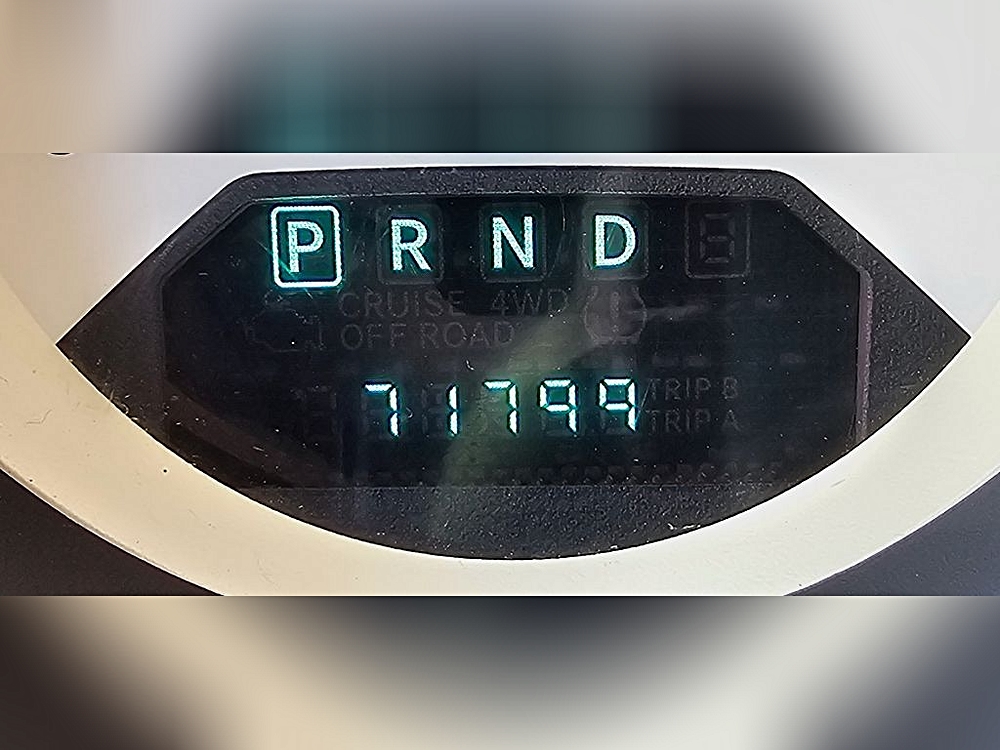 P R N D
CRUISE 4WD
OFF ROAD
71799
TRIP B
TRIP A